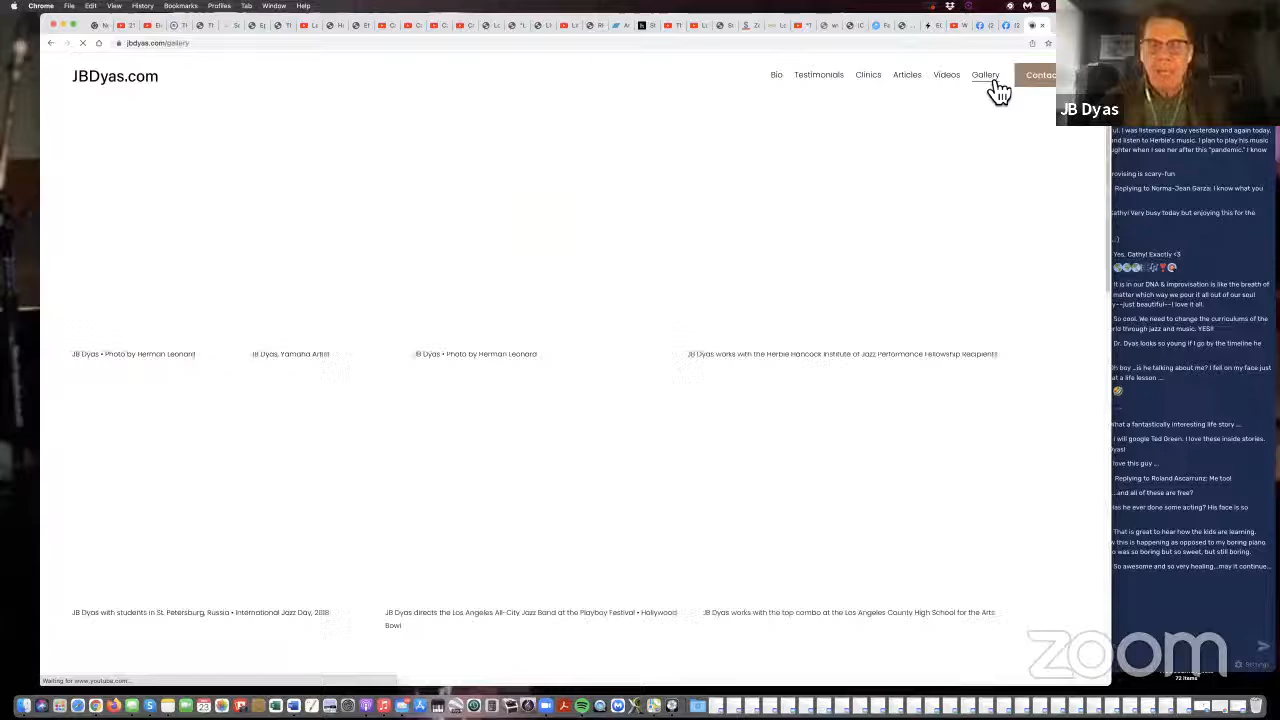 Chrome File Edit View History Bookmarks Profiles Tab Window Help
jbdyas.com/gallery
JBDyas.com
Bio Testimonials Clinics Articles Videos Gallery
Contac
JB Dyas
JB Dyas • Photo by Herman Leonard
JB Dyas, Yamaha Artist
JB Dyas • Photo by Herman Leonard
JB Dyas works with the Herbie Hancock Institute of Jazz Performance Fellowship Recipients
JB Dyas with students in St. Petersburg, Russia • International Jazz Day, 2018
JB Dyas directs the Los Angeles All-City Jazz Band at the Playboy Festival • Hollywood
Bowl
JB Dyas works with the top combo at the Los Angeles County High School for the Arts
Waiting for www.youtube.com...
ul. I was listening all day yesterday and again today.
nd listen to Herbie's music. I plan to play his music
ughter when I see her after this "pandemic." I know
rovising is scary-fun
Replying to Norma-Jean Garza: I know what you
Cathy! Very busy today but enjoying this for the
..:)
Yes, Cathy! Exactly <3
It is in our DNA & improvisation is like the breath of
matter which way we pour it all out of our soul
y~~just beautiful~~I love it all.
So cool. We need to change the curriculums of the
rld through jazz and music. YES!!
Dr. Dyas looks so young if I go by the timeline he
Oh boy ...is he talking about me? I fell on my face just
at a life lesson ....
What a fantastically interesting life story ....
I will google Ted Green. I love these inside stories.
Dyas!
love this guy ...
Replying to Roland Ascarrunz: Me too!
...and all of these are free?
Has he ever done some acting? His face is so
That is great to hear how the kids are learning.
w this is happening as opposed to my boring piano.
o was so boring but so sweet, but still boring.
So awesome and so very healing...may it continue...
Settings
zoom
72 items